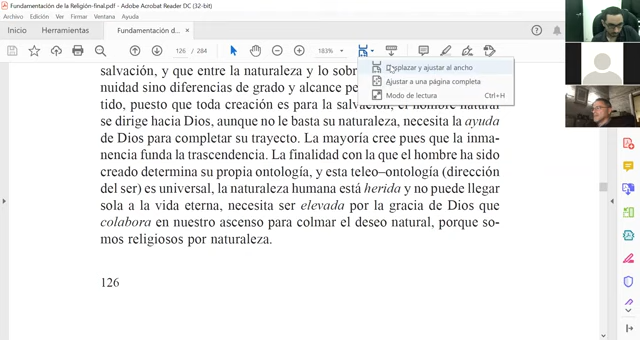 Fundamentación de la Religión-final.pdf - Adobe Acrobat Reader DC (32-bit)
Archivo Edición Ver Firmar Ventana Ayuda
Inicio Herramientas Fundamentación d... ×
126 / 284 183%
Desplazar y ajustar al ancho
Ajustar a una página completa
Modo de lectura Ctrl+H
salvación, y que entre la naturaleza y lo
nuidad sino diferencias de grado y alcance
tido, puesto que toda creación es para la salvación, el hombre natural
se dirige hacia Dios, aunque no le basta su naturaleza, necesita la ayuda
de Dios para completar su trayecto. La mayoría cree pues que la inma-
nencia funda la trascendencia. La finalidad con la que el hombre ha sido
creado determina su propia ontología, y esta teleo–ontología (dirección
del ser) es universal, la naturaleza humana está herida y no puede llegar
sola a la vida eterna, necesita ser elevada por la gracia de Dios que
colabora en nuestro ascenso para colmar el deseo natural, porque so-
mos religiosos por naturaleza.
126